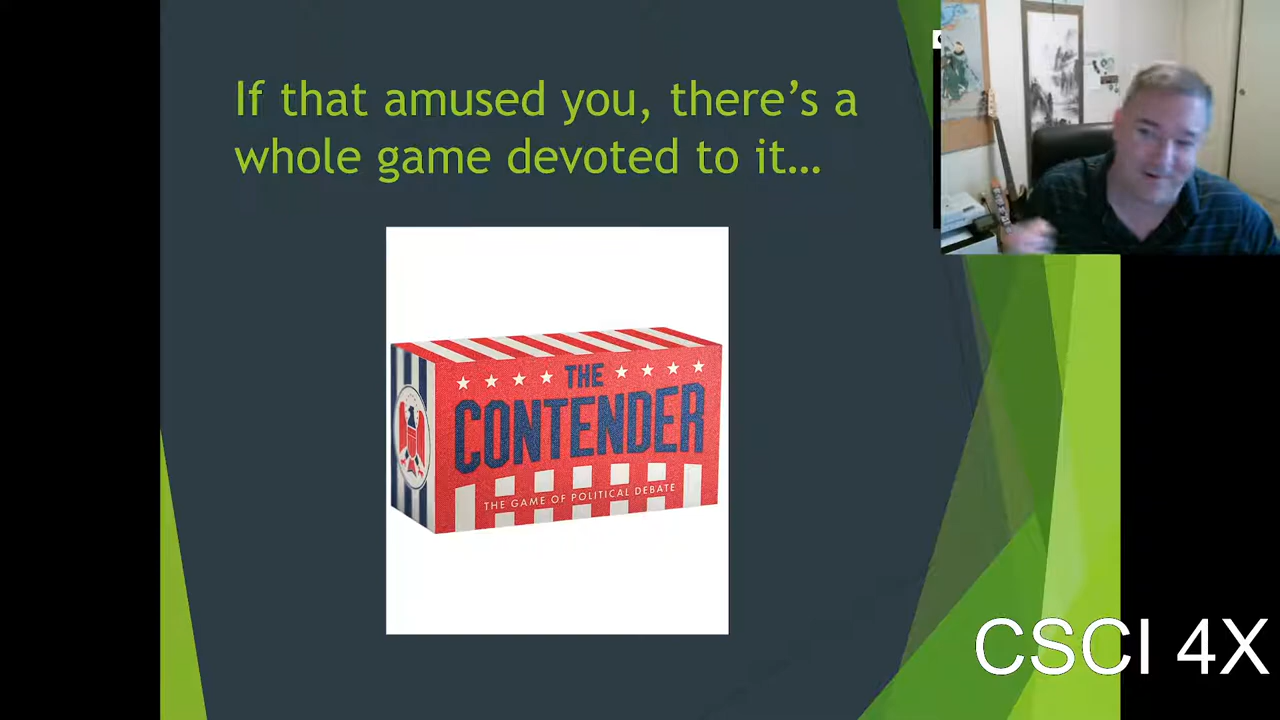 If that amused you, there's a
whole game devoted to it…
THE
CONTENDER
THE GAME OF POLITICAL DEBATE
CSCI 4X